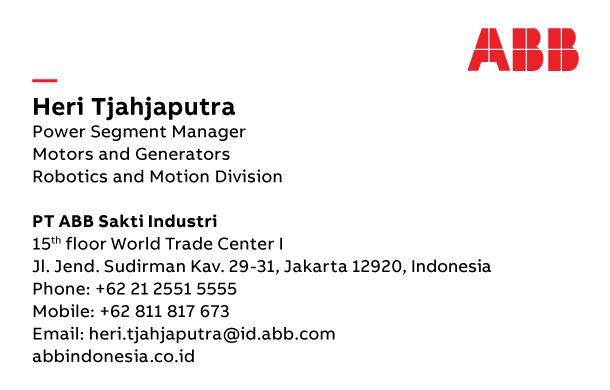 ABB
Heri Tjahjaputra
Power Segment Manager
Motors and Generators
Robotics and Motion Division
PT ABB Sakti Industri
15th floor World Trade Center I
Jl. Jend. Sudirman Kav. 29-31, Jakarta 12920, Indonesia
Phone: +62 21 2551 5555
Mobile: +62 811 817 673
Email: heri.tjahjaputra@id.abb.com
abbindonesia.co.id